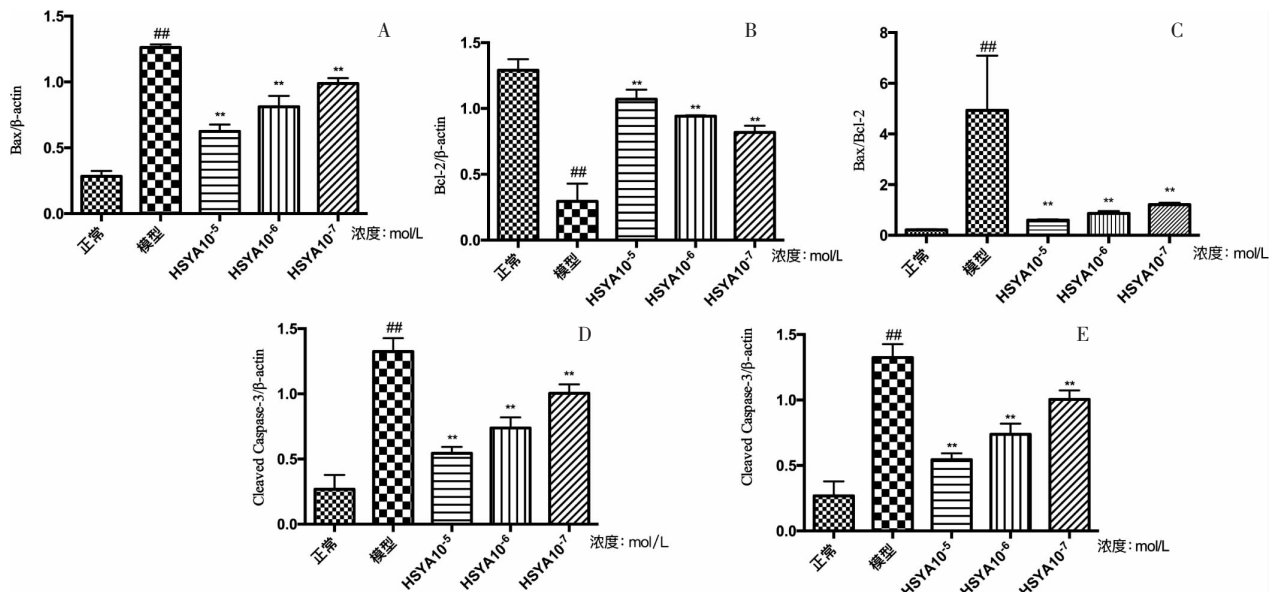 A
Bax/β-actin
1.5
1.0
0.5
0.0
##
**
**
**
正常
模型
HSYA10⁻⁵
HSYA10⁻⁶
HSYA10⁻⁷
浓度：mol/L
B
Bcl-2/β-actin
1.5
1.0
0.5
0.0
##
**
**
**
正常
模型
HSYA10⁻⁵
HSYA10⁻⁶
HSYA10⁻⁷
浓度：mol/L
C
Bax/Bcl-2
8
6
4
2
0
##
**
**
**
正常
模型
HSYA10⁻⁵
HSYA10⁻⁶
HSYA10⁻⁷
浓度：mol/L
D
Cleaved Caspase-3/β-actin
1.5
1.0
0.5
0.0
##
**
**
**
正常
模型
HSYA10⁻⁵
HSYA10⁻⁶
HSYA10⁻⁷
浓度：mol/L
E
Cleaved Caspase-3/β-actin
1.5
1.0
0.5
0.0
##
**
**
**
正常
模型
HSYA10⁻⁵
HSYA10⁻⁶
HSYA10⁻⁷
浓度：mol/L